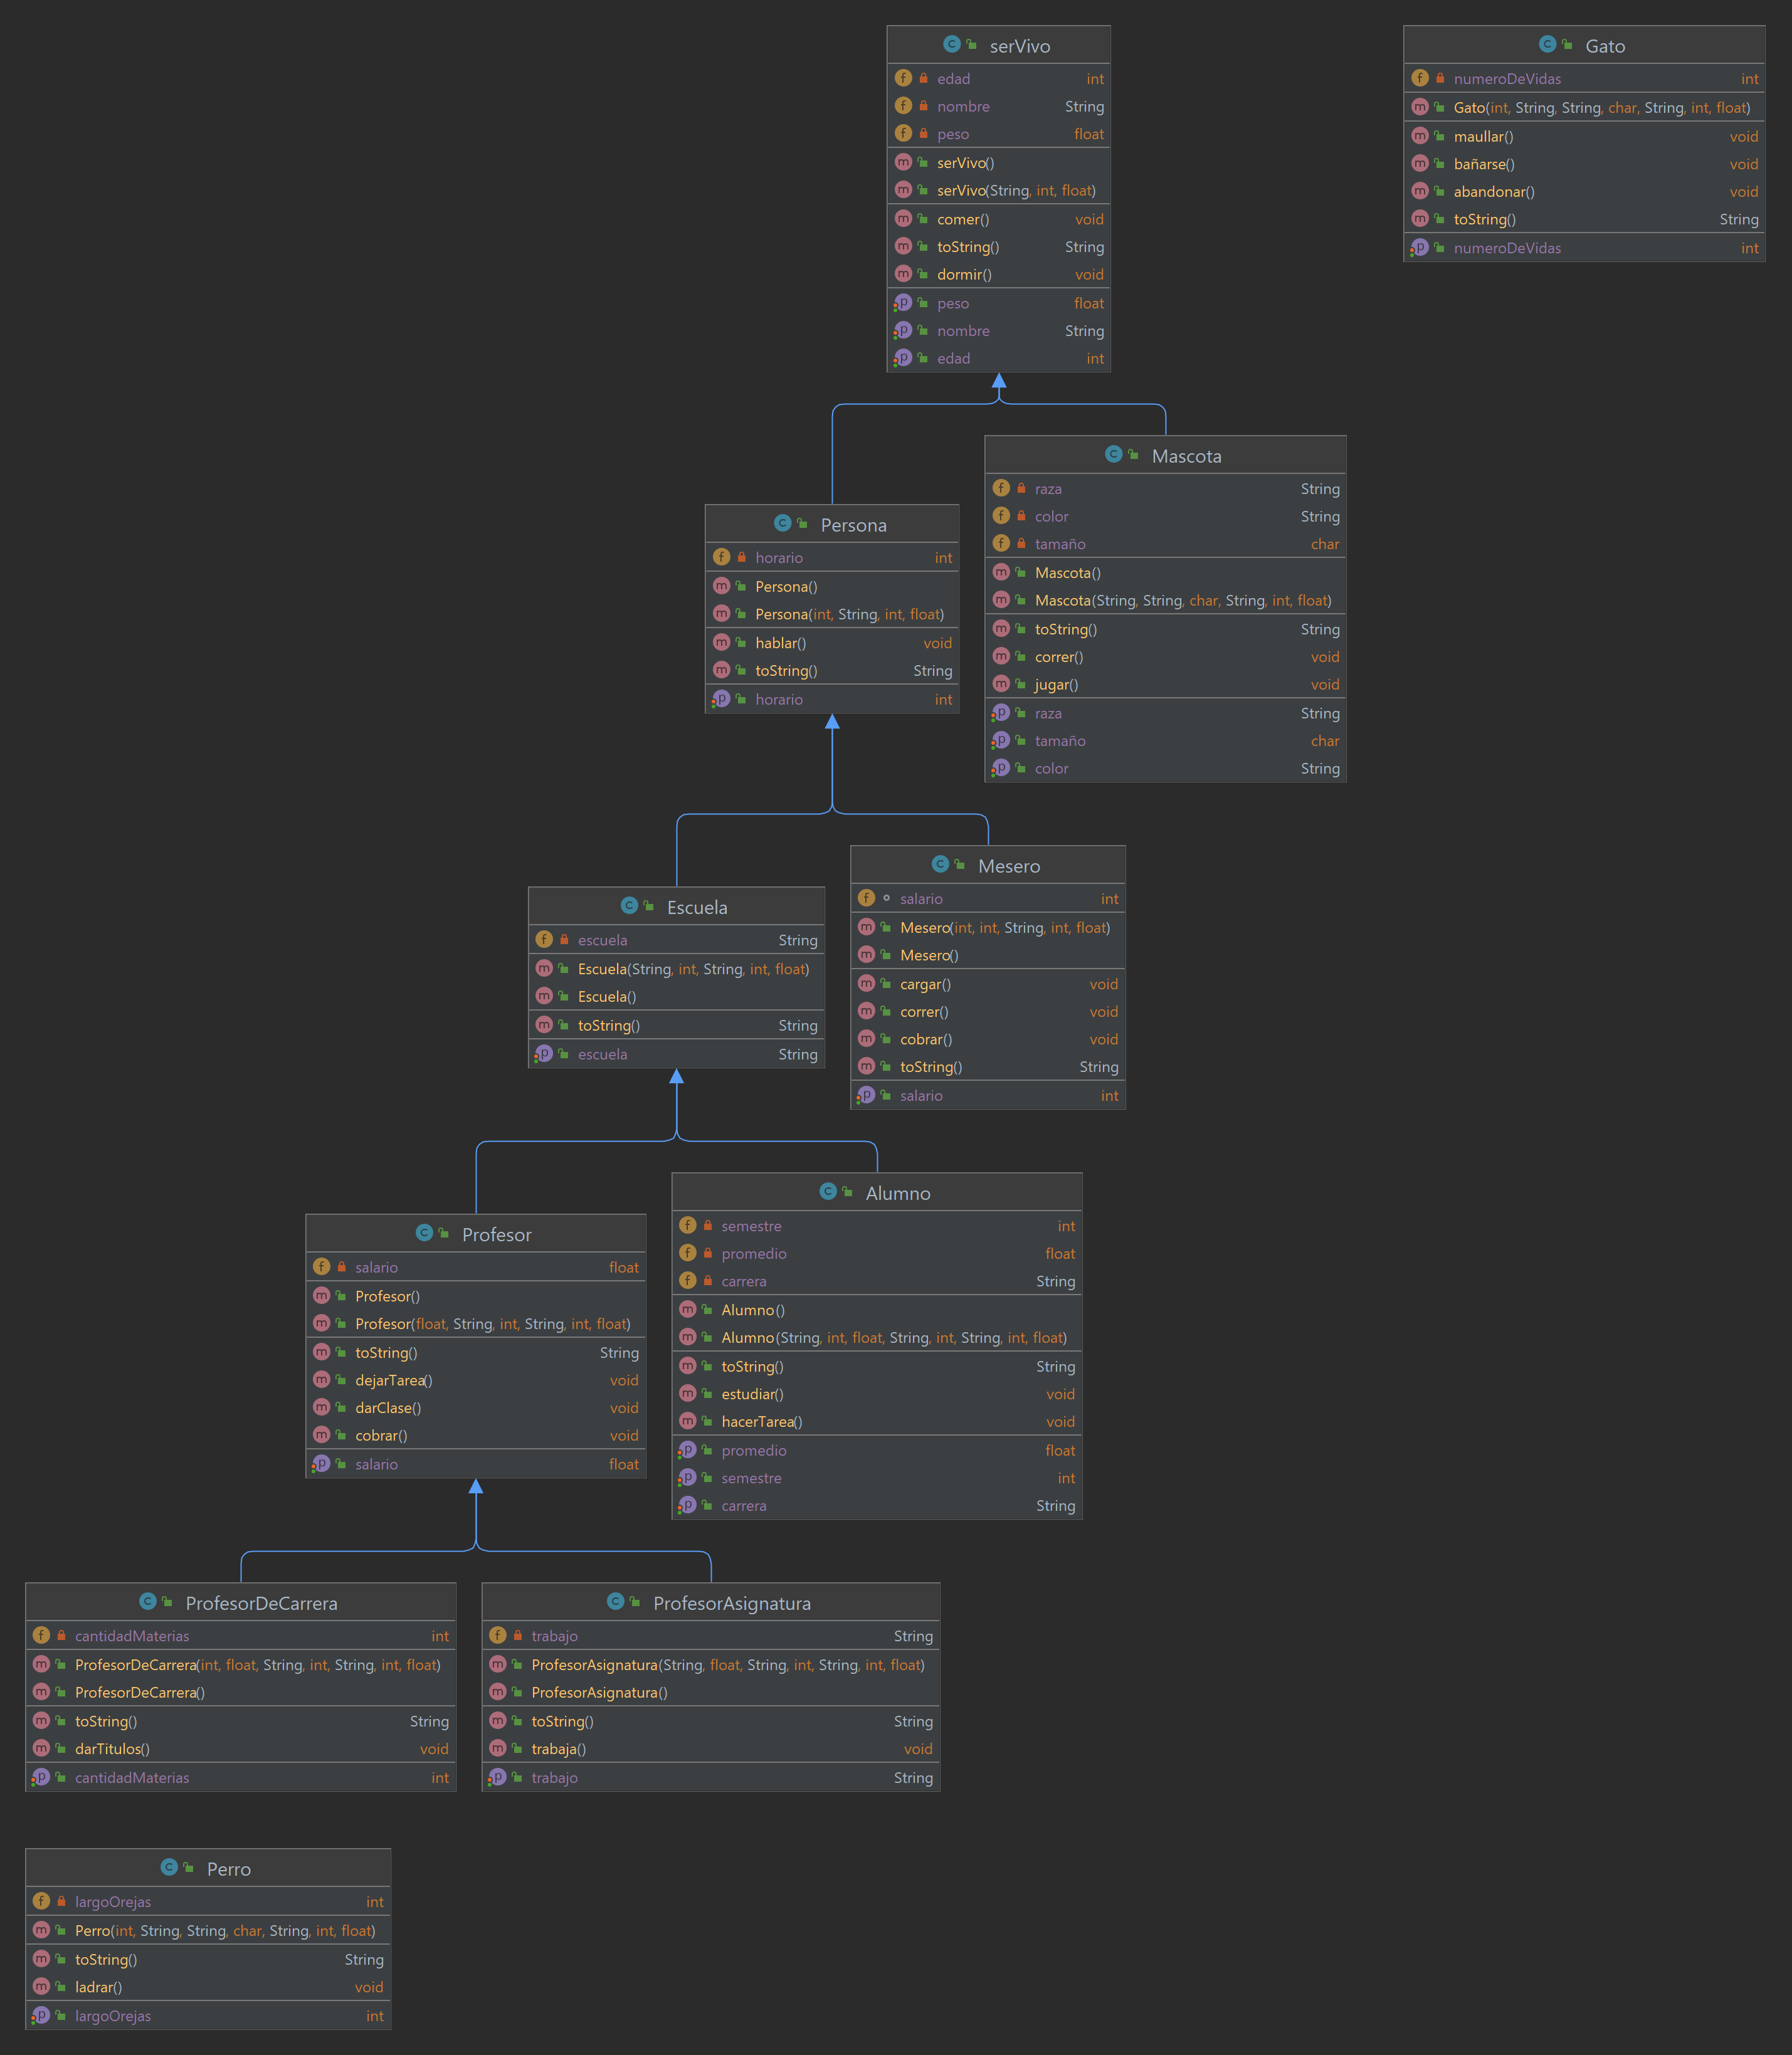 serVivo
edad int
nombre String
peso float
serVivo()
serVivo(String, int, float)
comer() void
toString() String
dormir() void
peso float
nombre String
edad int
Gato
numeroDeVidas int
Gato(int, String, String, char, String, int, float)
maullar() void
bañarse() void
abandonar() void
toString() String
numeroDeVidas int
Mascota
raza String
color String
tamaño char
Mascota()
Mascota(String, String, char, String, int, float)
toString() String
correr() void
jugar() void
raza String
tamaño char
color String
Persona
horario int
Persona()
Persona(int, String, int, float)
hablar() void
toString() String
horario int
Mesero
salario int
Mesero(int, int, String, int, float)
Mesero()
cargar() void
correr() void
cobrar() void
toString() String
salario int
Escuela
escuela String
Escuela(String, int, String, int, float)
Escuela()
toString() String
escuela String
Alumno
semestre int
promedio float
carrera String
Alumno()
Alumno(String, int, float, String, int, String, int, float)
toString() String
estudiar() void
hacerTarea() void
promedio float
semestre int
carrera String
Profesor
salario float
Profesor()
Profesor(float, String, int, String, int, float)
toString() String
dejarTarea() void
darClase() void
cobrar() void
salario float
ProfesorDeCarrera
cantidadMaterias int
ProfesorDeCarrera(int, float, String, int, String, int, float)
ProfesorDeCarrera()
toString() String
darTitulos() void
cantidadMaterias int
ProfesorAsignatura
trabajo String
ProfesorAsignatura(String, float, String, int, String, int, float)
ProfesorAsignatura()
toString() String
trabaja() void
trabajo String
Perro
largoOrejas int
Perro(int, String, String, char, String, int, float)
toString() String
ladrar() void
largoOrejas int